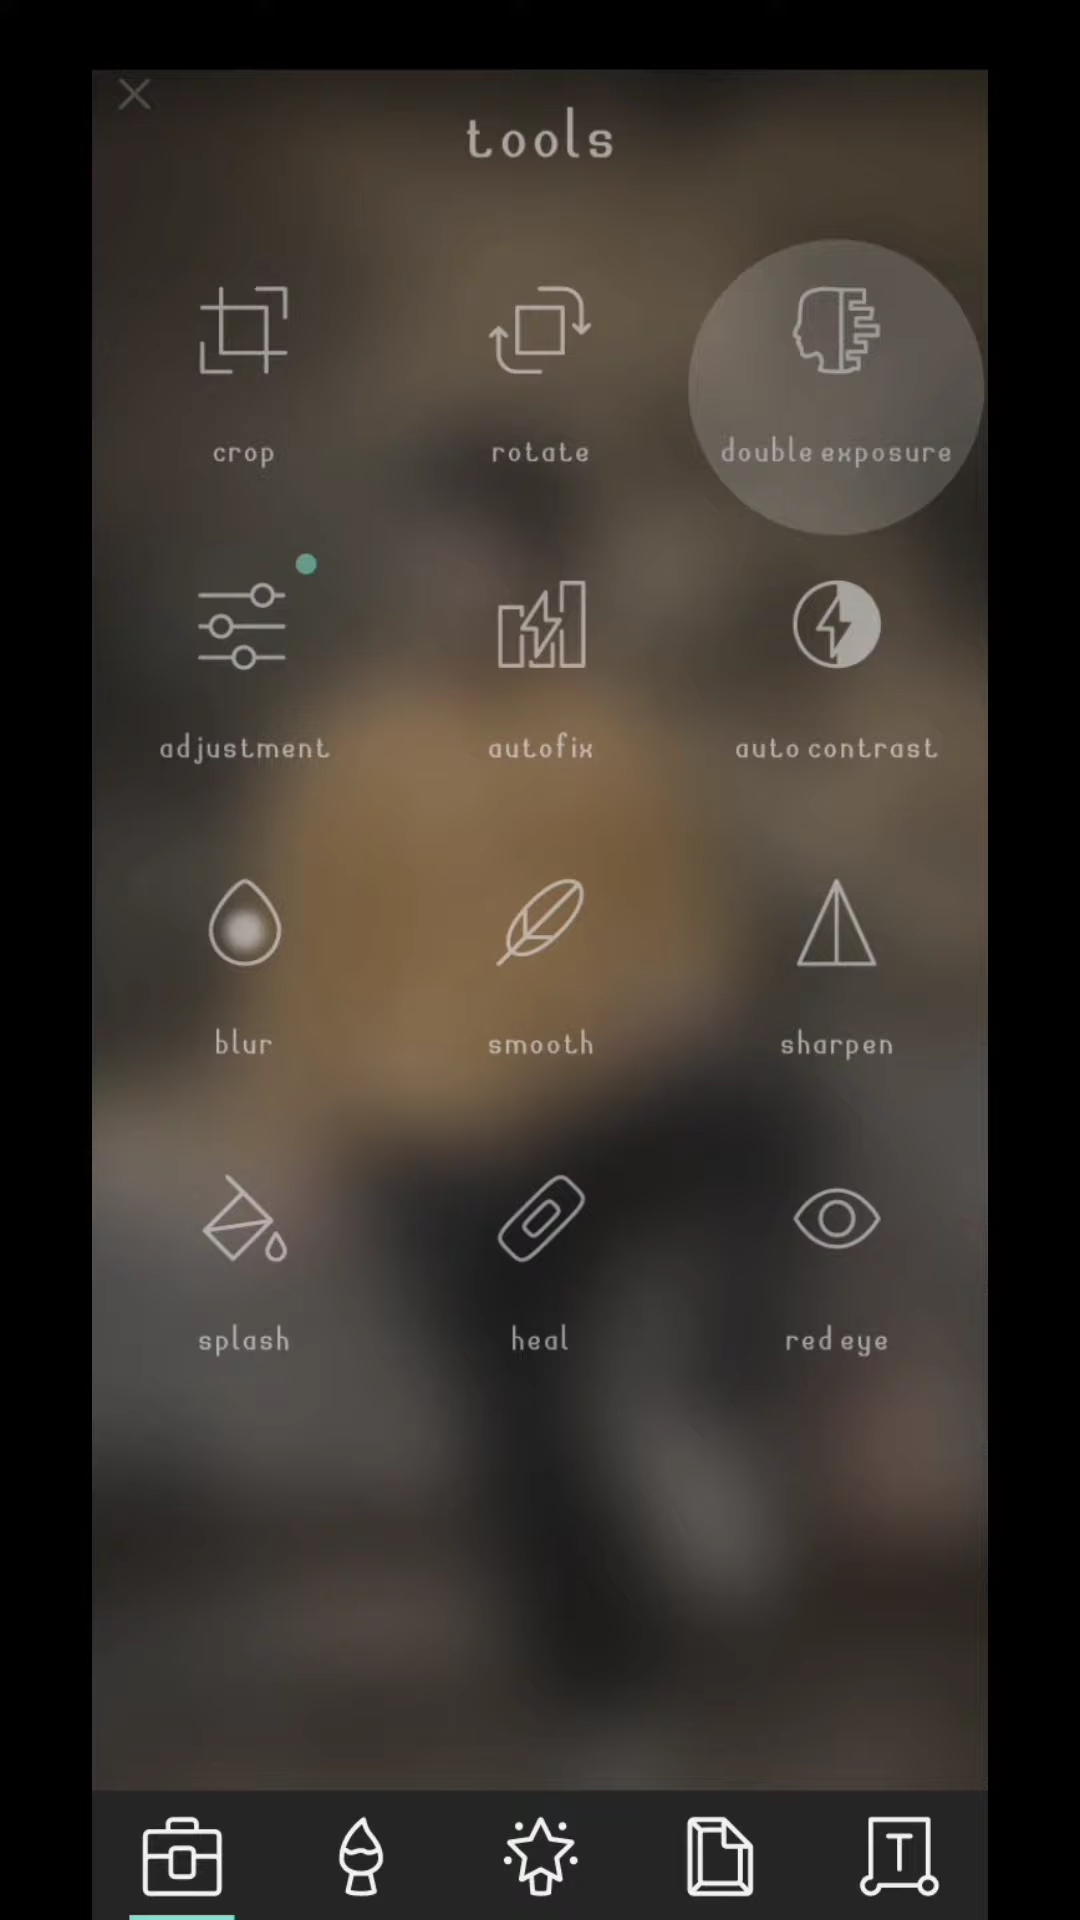 tools
crop
rotate
double exposure
adjustment
autofix
auto contrast
blur
smooth
sharpen
splash
heal
red eye
T